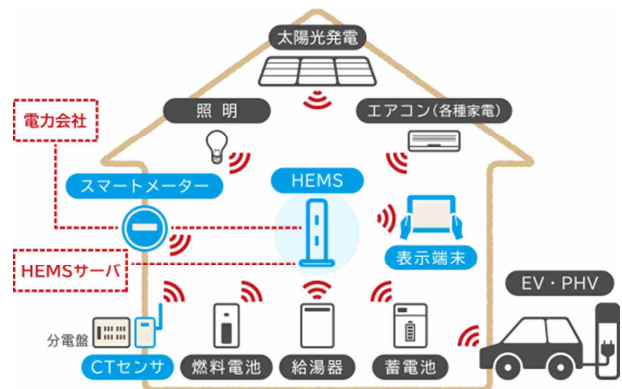 太陽光発電
照明
エアコン(各種家電)
電力会社
スマートメーター
HEMS
表示端末
HEMSサーバ
EV・PHV
分電盤
CTセンサ
燃料電池
給湯器
蓄電池